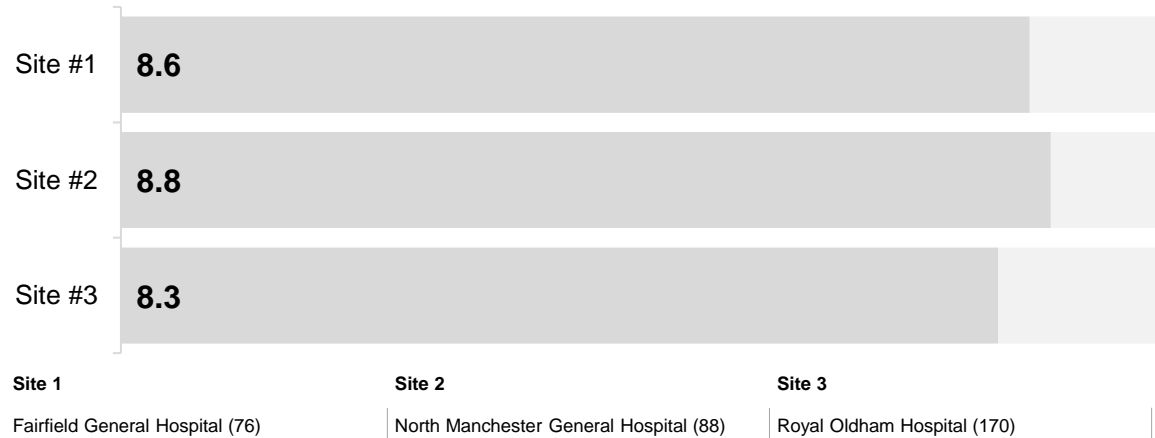 Site #1 8.6
Site #2 8.8
Site #3 8.3
Site 1 Site 2 Site 3
Fairfield General Hospital (76) North Manchester General Hospital (88) Royal Oldham Hospital (170)